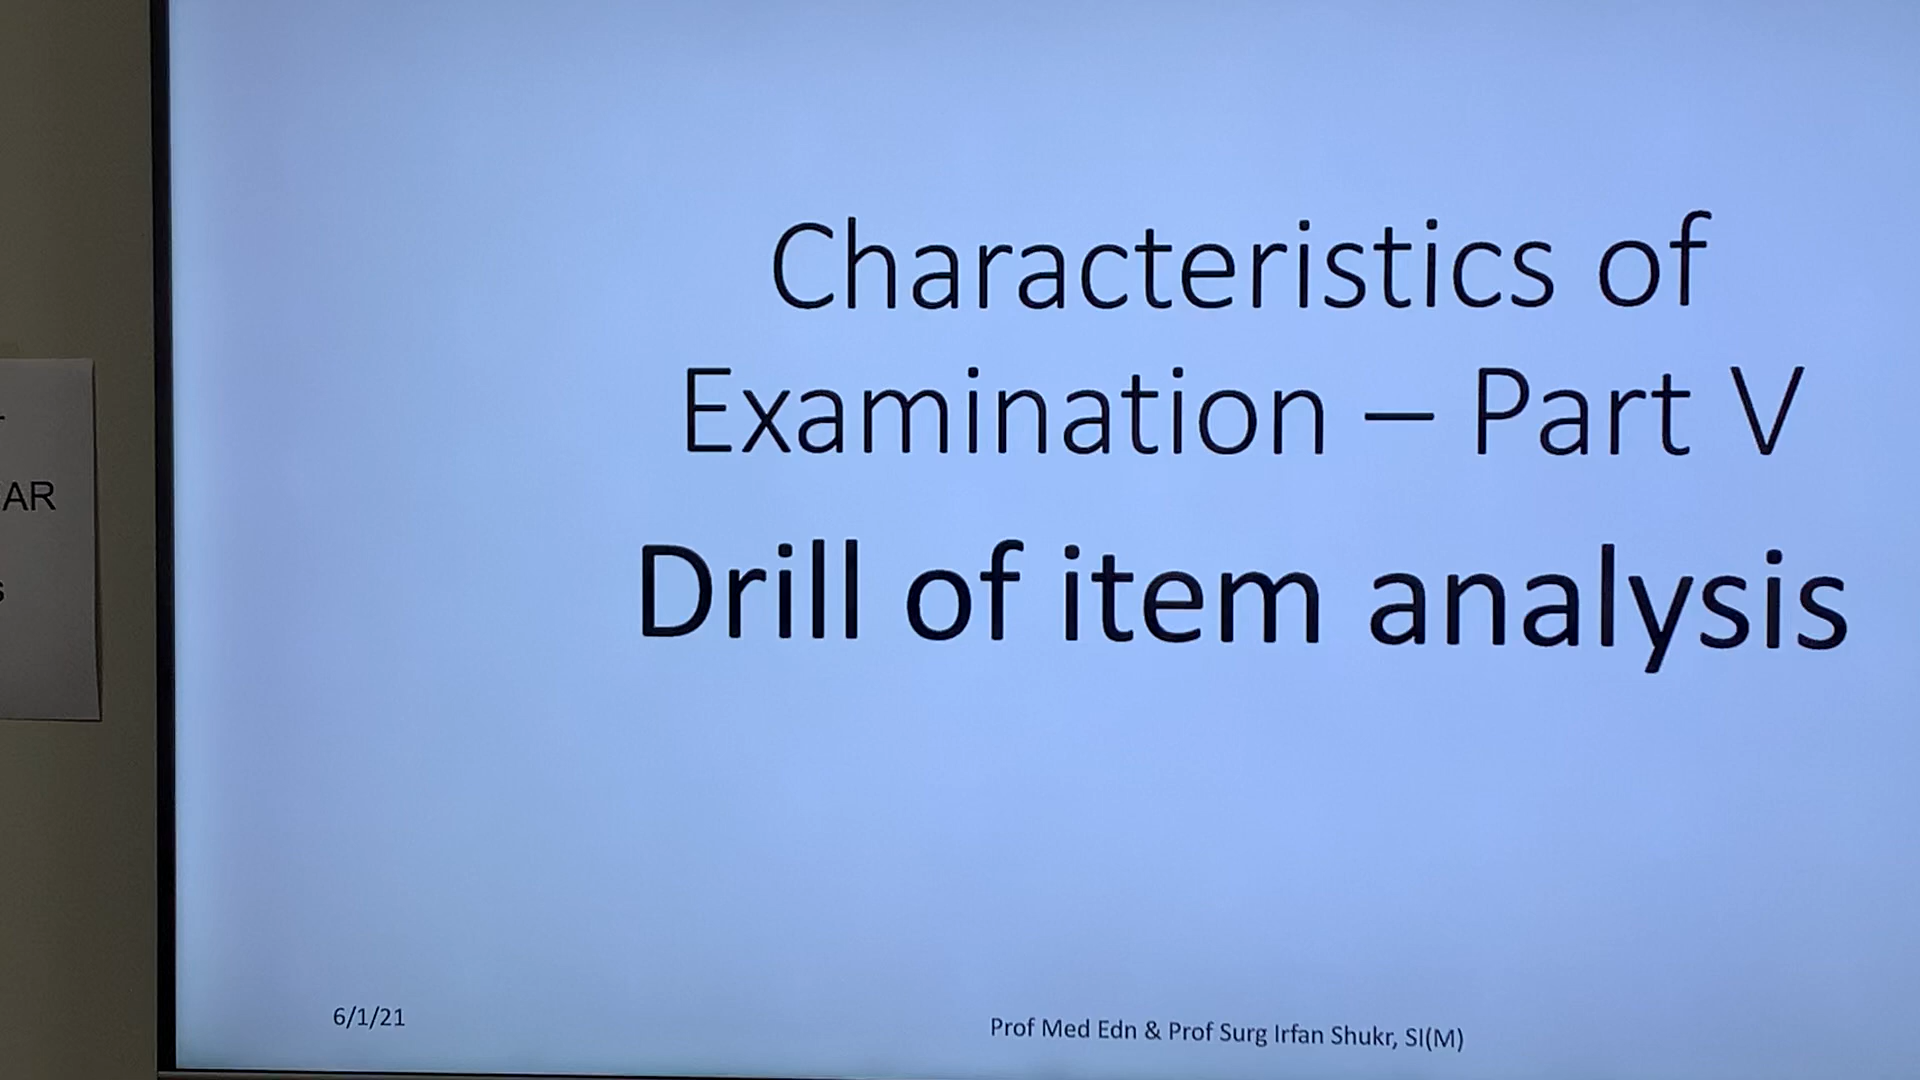 Characteristics of
Examination – Part V
Drill of item analysis
AR
6/1/21
Prof Med Edn & Prof Surg Irfan Shukr, SI(M)